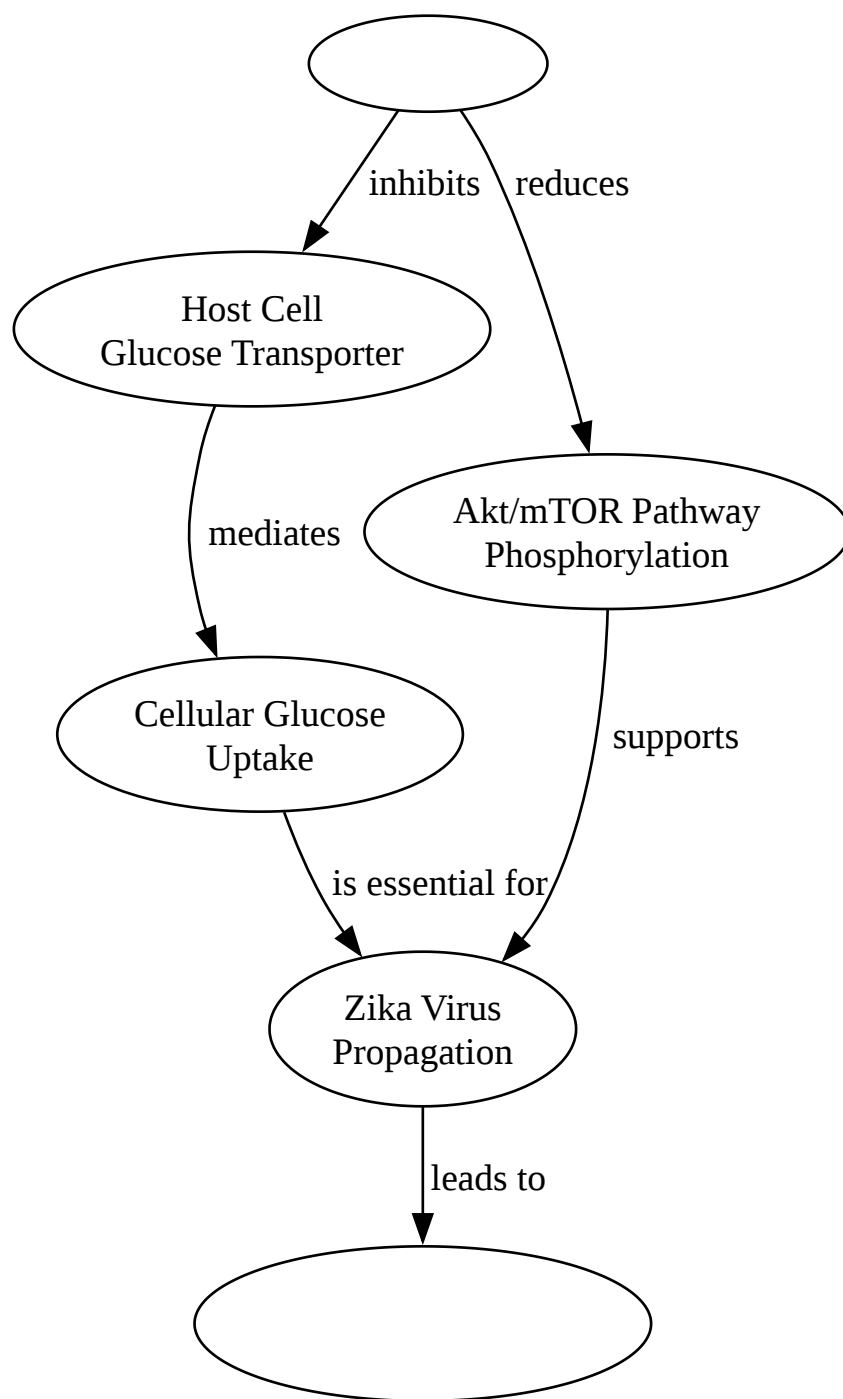 inhibits
reduces
Host Cell
Glucose Transporter
Akt/mTOR Pathway
Phosphorylation
mediates
Cellular Glucose
Uptake
supports
is essential for
Zika Virus
Propagation
leads to